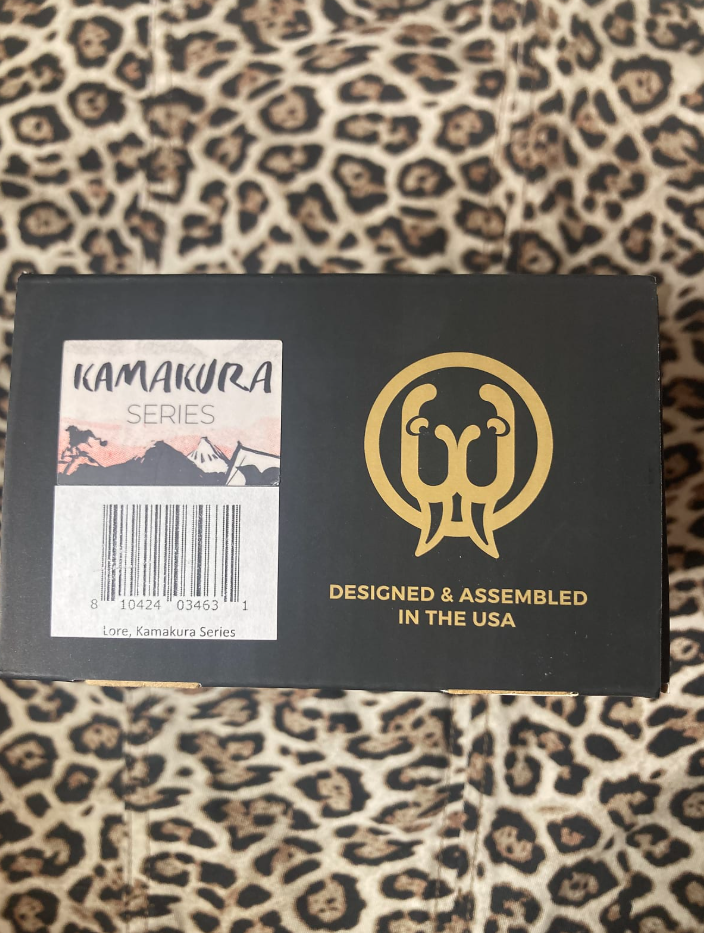 KAMAKURA
SERIES
8 10424 03463 1
Lore, Kamakura Series
DESIGNED & ASSEMBLED
IN THE USA